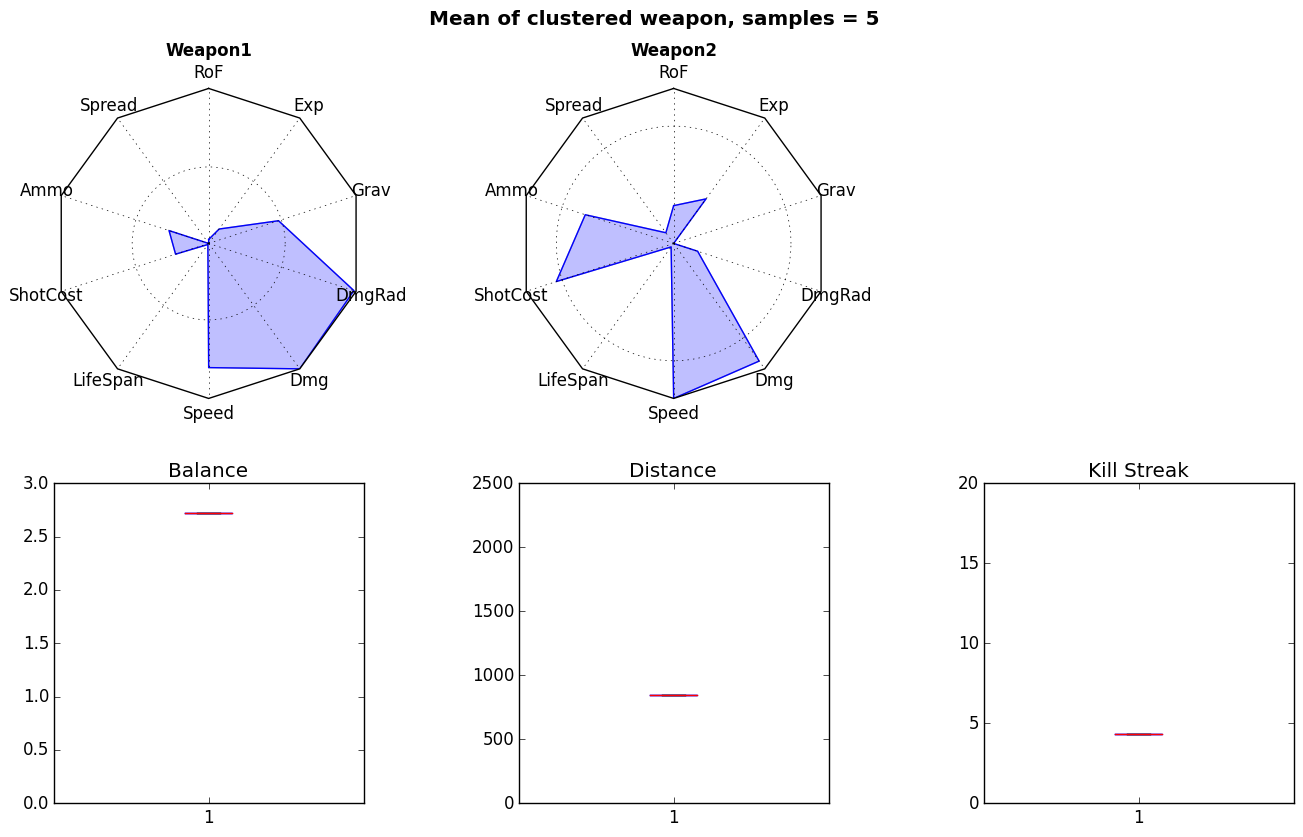 Mean of clustered weapon, samples = 5
Weapon1
RoF
Spread
Exp
Ammo
Grav
ShotCost
DmgRad
LifeSpan
Dmg
Speed
Weapon2
RoF
Spread
Exp
Ammo
Grav
ShotCost
DmgRad
LifeSpan
Dmg
Speed
Balance
3.0
2.5
2.0
1.5
1.0
0.5
0.0
1
Distance
2500
2000
1500
1000
500
0
1
Kill Streak
20
15
10
5
0
1